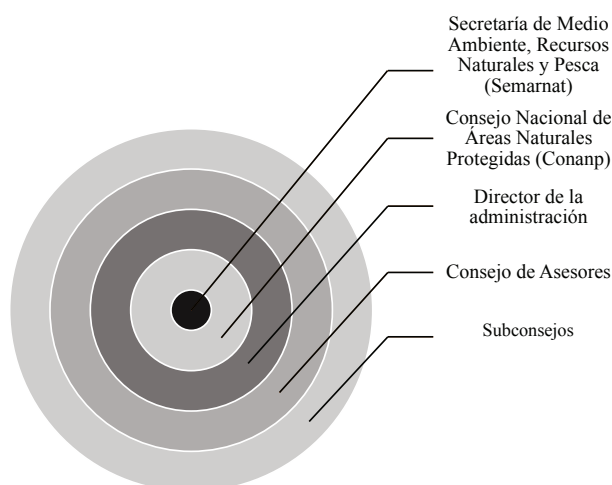 Secretaría de Medio
Ambiente, Recursos
Naturales y Pesca
(Semarnat)
Consejo Nacional de
Áreas Naturales
Protegidas (Conanp)
Director de la
administración
Consejo de Asesores
Subconsejos